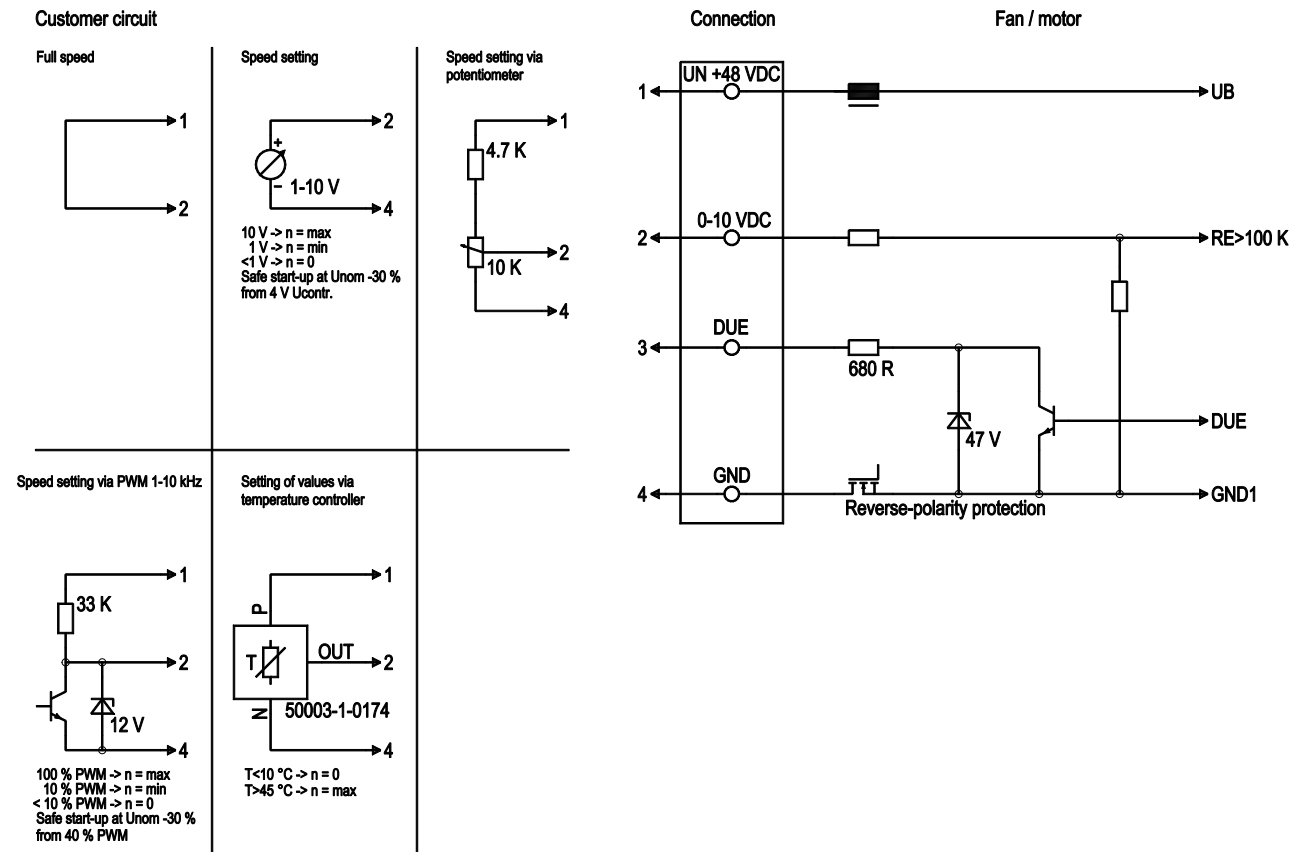 Customer circuit
Connection
Fan / motor
Full speed
1
2
Speed setting
2
+
- 1-10 V
4
10 V -> n = max
1 V -> n = min
<1 V -> n = 0
Safe start-up at Unom -30 %
from 4 V Ucontr.
Speed setting via
potentiometer
1
4.7 K
2
10 K
4
Speed setting via PWM 1-10 kHz
1
33 K
2
12 V
4
100 % PWM -> n = max
10 % PWM -> n = min
< 10 % PWM -> n = 0
Safe start-up at Unom -30 %
from 40 % PWM
Setting of values via
temperature controller
1
P
T
OUT
2
N
50003-1-0174
4
T<10 °C -> n = 0
T>45 °C -> n = max
UN +48 VDC
1
UB
0-10 VDC
2
RE>100 K
DUE
3
680 R
47 V
DUE
GND
4
GND1
Reverse-polarity protection